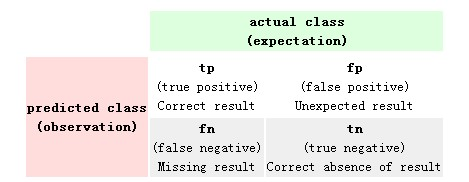 actual class
(expectation)
predicted class
(observation)
tp
(true positive)
Correct result
fp
(false positive)
Unexpected result
fn
(false negative)
Missing result
tn
(true negative)
Correct absence of result